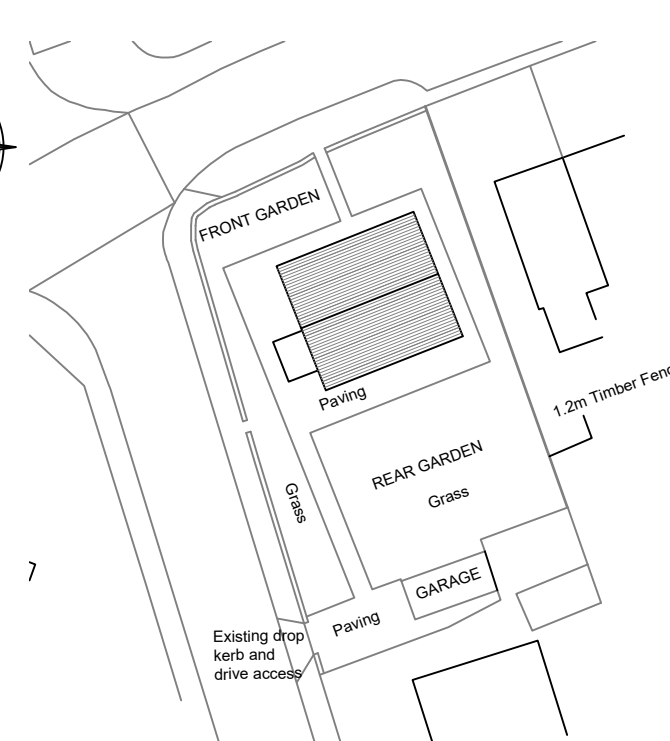 FRONT GARDEN
Paving
1.2m Timber Fenc
REAR GARDEN
Grass
Grass
GARAGE
Paving
Existing drop
kerb and
drive access